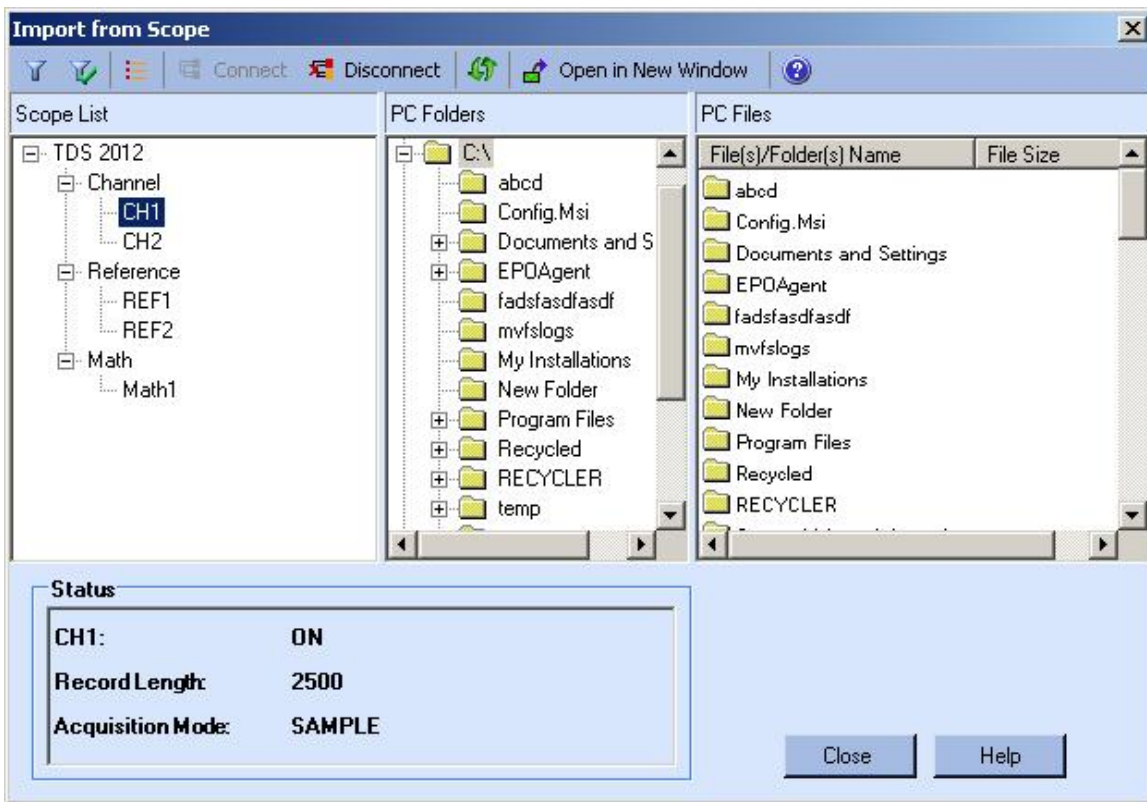 Import from Scope
Connect Disconnect Open in New Window
Scope List
TDS 2012
Channel
CH1
CH2
Reference
REF1
REF2
Math
Math1
PC Folders
C:\
abcd
Config.Msi
Documents and S
EPOAgent
fadsfasdfasdf
mvfslogs
My Installations
New Folder
Program Files
Recycled
RECYCLER
temp
PC Files
File(s)/Folder(s) Name File Size
abcd
Config.Msi
Documents and Settings
EPOAgent
fadsfasdfasdf
mvfslogs
My Installations
New Folder
Program Files
Recycled
RECYCLER
Status
CH1: ON
Record Length: 2500
Acquisition Mode: SAMPLE
Close Help